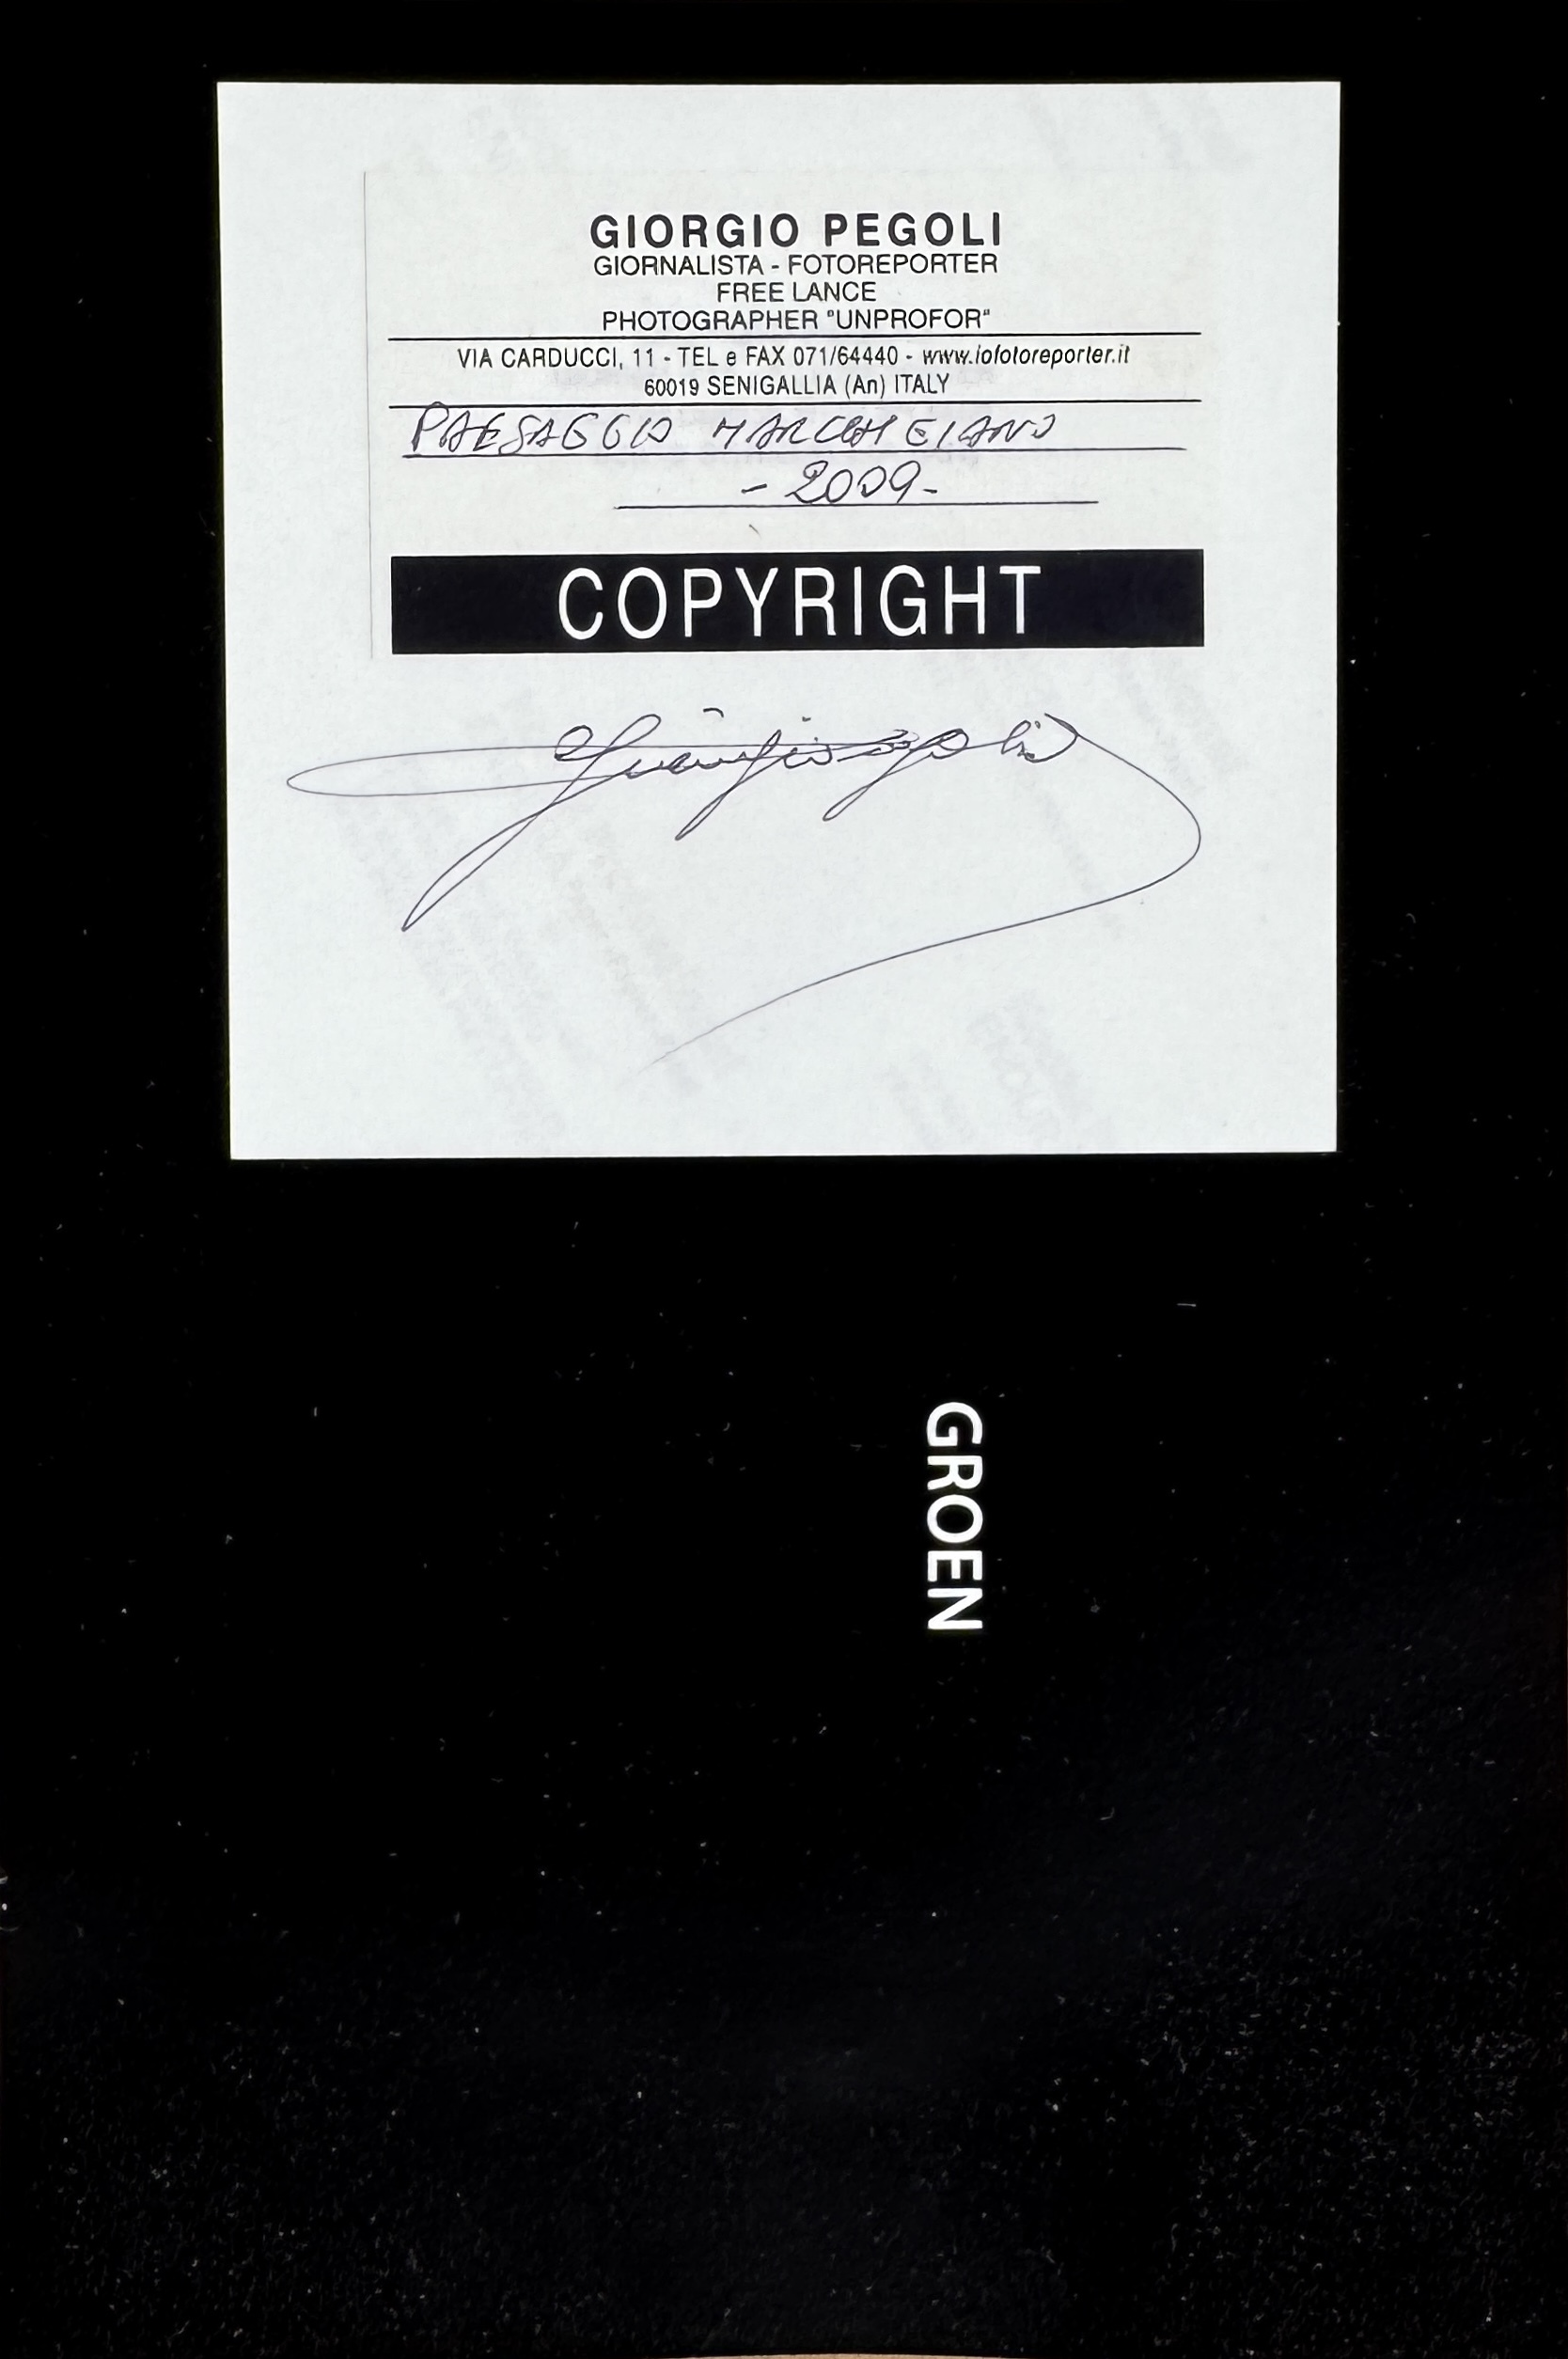 GIORGIO PEGOLI
GIORNALISTA - FOTOREPORTER
FREE LANCE
PHOTOGRAPHER "UNPROFOR"
VIA CARDUCCI, 11 - TEL e FAX 071/64440 - www.iofotoreporter.it
60019 SENIGALLIA (An) ITALY
PAESAGGIO MARCHEGIANO
- 2009 -
COPYRIGHT
GROEN